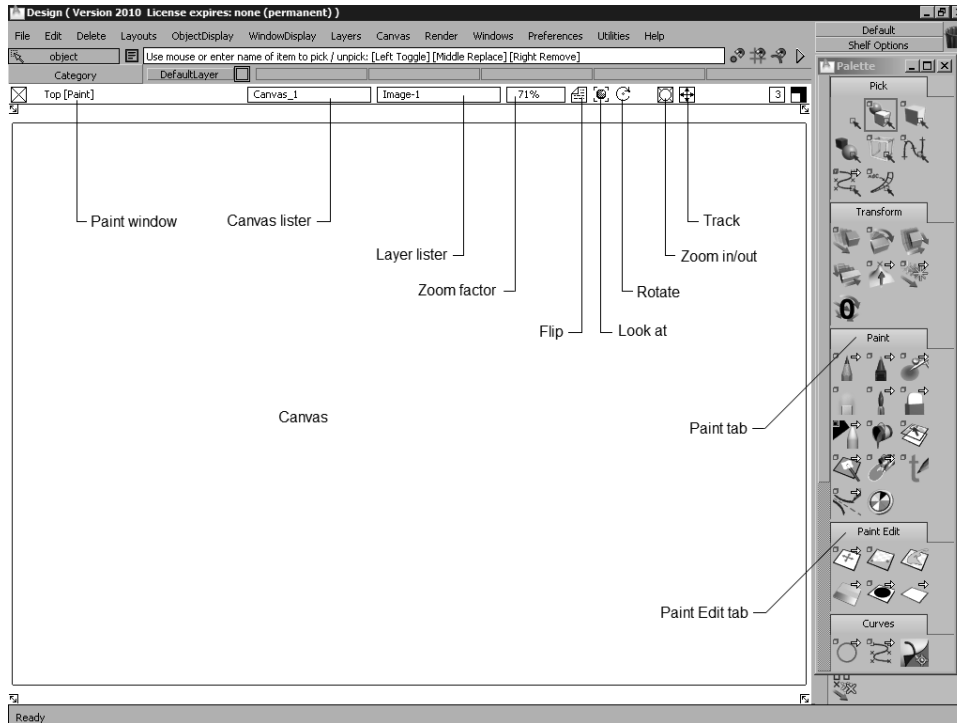 Design ( Version 2010 License expires: none (permanent) )
File Edit Delete Layouts ObjectDisplay WindowDisplay Layers Canvas Render Windows Preferences Utilities Help
Default
Shelf Options
object Use mouse or enter name of item to pick / unpick: [Left Toggle] [Middle Replace] [Right Remove]
Category DefaultLayer
Palette
Top [Paint] Canvas_1 Image-1 71% 3
Pick
Paint window
Canvas lister
Track
Transform
Layer lister
Zoom in/out
Zoom factor
Rotate
Flip
Look at
Paint
Canvas
Paint tab
Paint Edit
Paint Edit tab
Curves
Ready